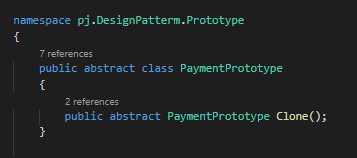 namespace pj.DesignPatterm.Prototype
{
7 references
public abstract class PaymentPrototype
{
2 references
public abstract PaymentPrototype Clone();
}